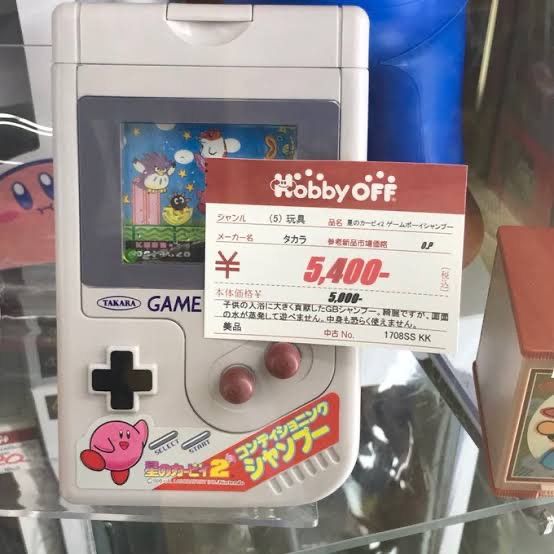 Hobby OFF
ジャンル (5) 玩具 品名 星のカービィ2 ゲームボーイシャンプー
メーカー名 タカラ 参考新品市場価格 O.P
¥ 5,400- (税込)
本体価格¥ 5,000-
子供の入浴に大きく貢献したGBシャンプー。綺麗ですが、画面
の水が蒸発して遊べません。中身も恐らく使えません。
美品 中古 No. 1708SS KK
TAKARA GAME
SELECT START
星のカービィ2 コンディショニング
シャンプー